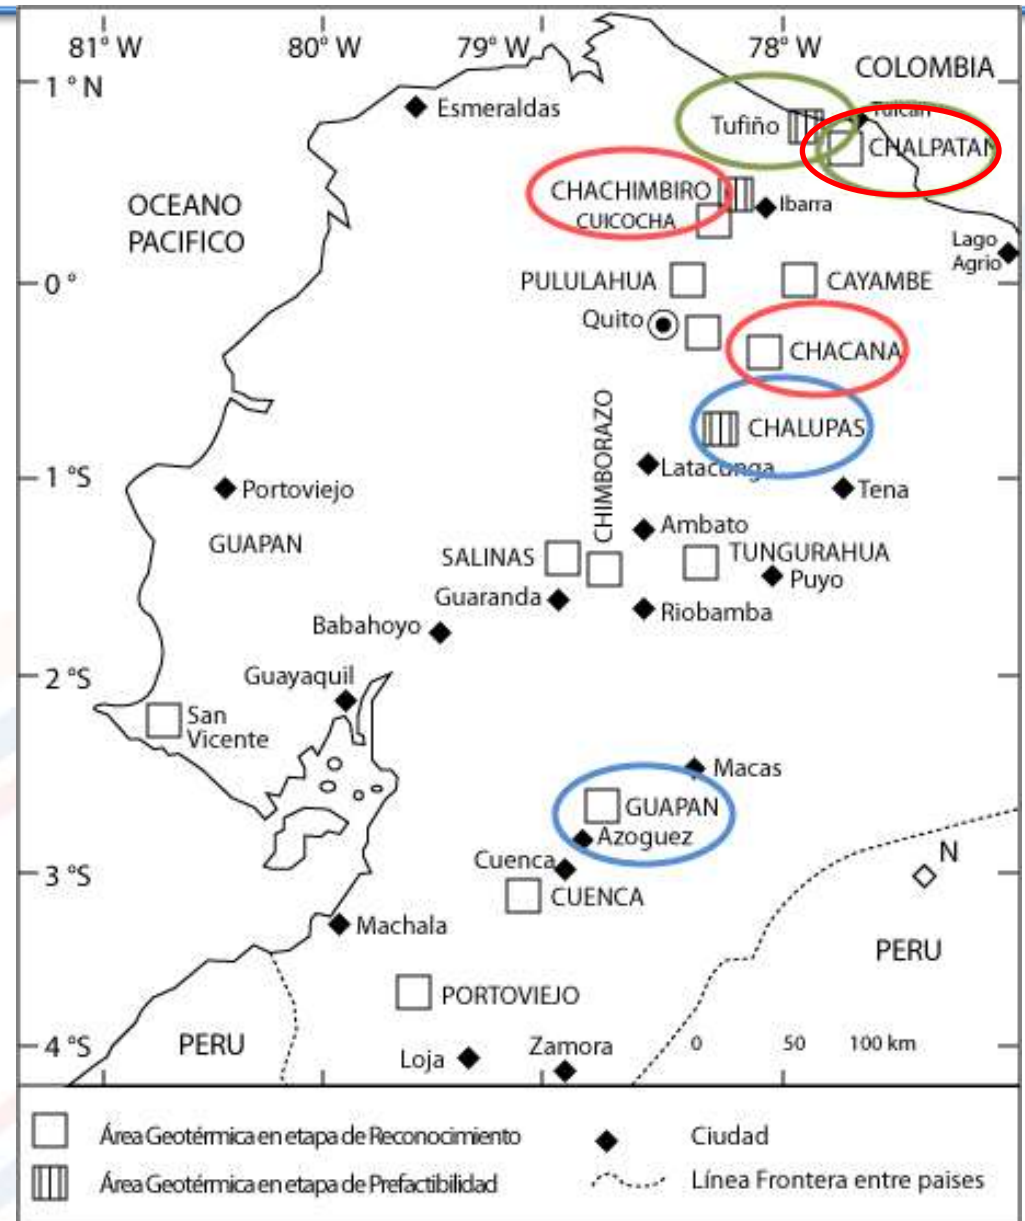 81° W 80° W 79° W 78° W
COLOMBIA
1° N
Esmeraldas
Tufiño
Tulcan
CHALPATAN
CHACHIMBIRO
OCEANO
PACIFICO
Ibarra
CUICOCHA
Lago
Agrio
0°
PULULAHUA
CAYAMBE
Quito
CHACANA
CHIMBORAZO
CHALUPAS
Latacunga
1 °S
Portoviejo
Tena
Ambato
GUAPAN
SALINAS
TUNGURAHUA
Puyo
Guaranda
Riobamba
Babahoyo
2 °S
Guayaquil
San
Vicente
Macas
GUAPAN
Azoguez
N
Cuenca
3 °S
CUENCA
Machala
PERU
PORTOVIEJO
4 °S
PERU
Loja
Zamora
0 50 100 km
Área Geotérmica en etapa de Reconocimiento
Ciudad
Área Geotérmica en etapa de Prefactibilidad
Línea Frontera entre paises